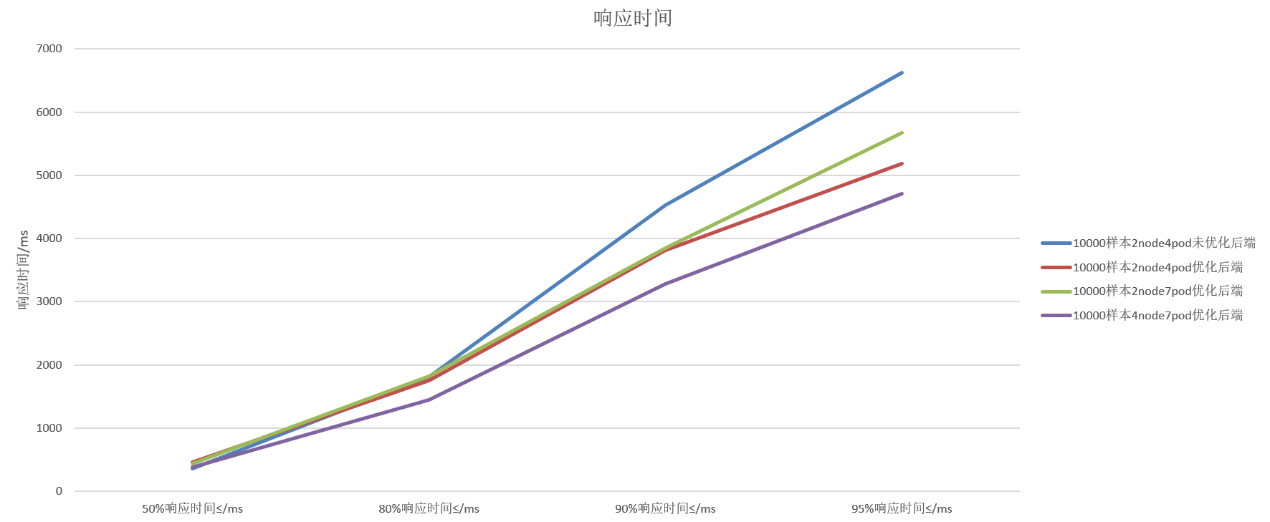 响应时间
7000
6000
5000
4000
3000
2000
1000
0
响应时间/ms
50%响应时间≤/ms
80%响应时间≤/ms
90%响应时间≤/ms
95%响应时间≤/ms
10000样本2node4pod未优化后端
10000样本2node4pod优化后端
10000样本2node7pod优化后端
10000样本4node7pod优化后端